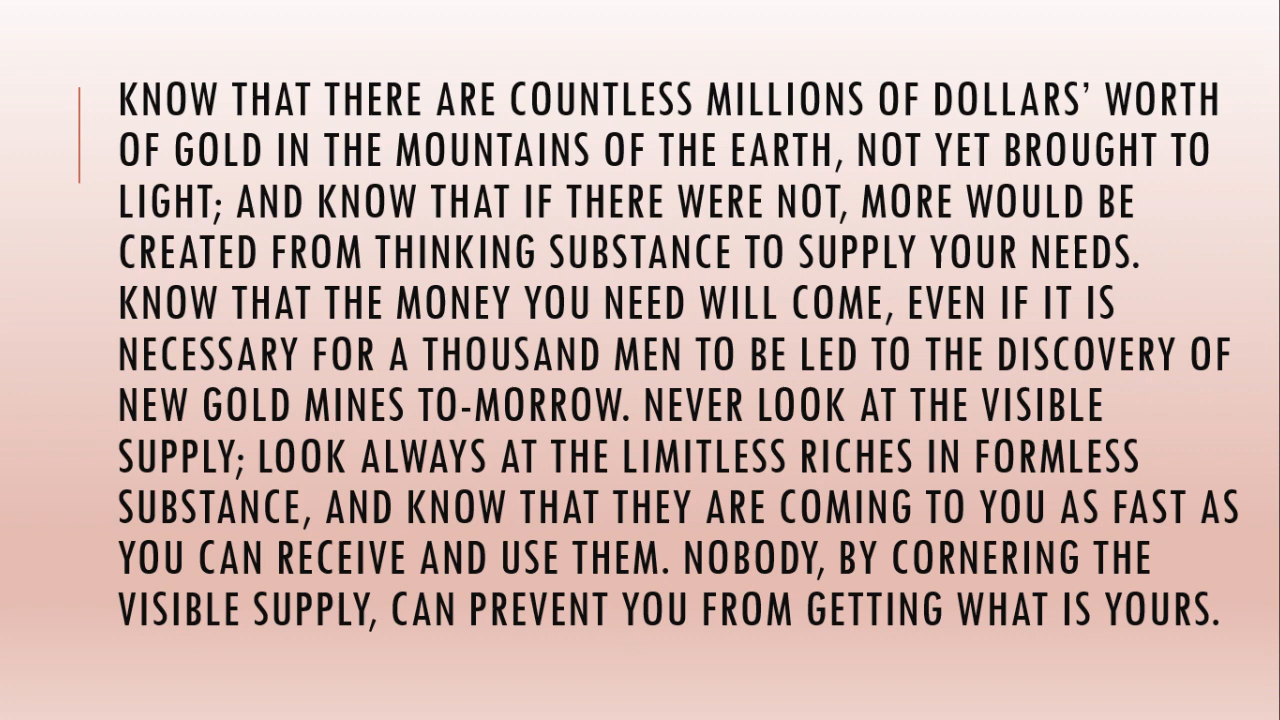 KNOW THAT THERE ARE COUNTLESS MILLIONS OF DOLLARS’ WORTH
OF GOLD IN THE MOUNTAINS OF THE EARTH, NOT YET BROUGHT TO
LIGHT; AND KNOW THAT IF THERE WERE NOT, MORE WOULD BE
CREATED FROM THINKING SUBSTANCE TO SUPPLY YOUR NEEDS.
KNOW THAT THE MONEY YOU NEED WILL COME, EVEN IF IT IS
NECESSARY FOR A THOUSAND MEN TO BE LED TO THE DISCOVERY OF
NEW GOLD MINES TO-MORROW. NEVER LOOK AT THE VISIBLE
SUPPLY; LOOK ALWAYS AT THE LIMITLESS RICHES IN FORMLESS
SUBSTANCE, AND KNOW THAT THEY ARE COMING TO YOU AS FAST AS
YOU CAN RECEIVE AND USE THEM. NOBODY, BY CORNERING THE
VISIBLE SUPPLY, CAN PREVENT YOU FROM GETTING WHAT IS YOURS.